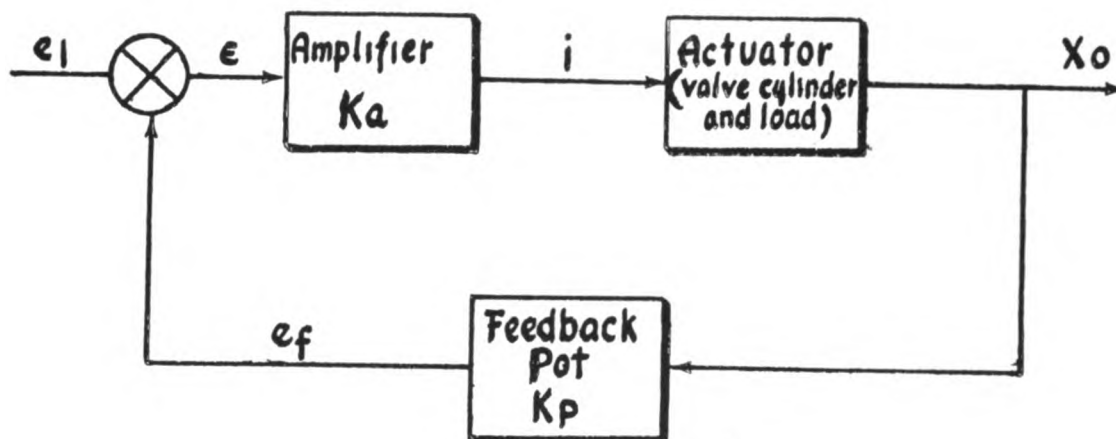 e1
ϵ
Amplifier
Ka
i
Actuator
(valve cylinder
and load)
Xo
ef
Feedback
Pot
Kp